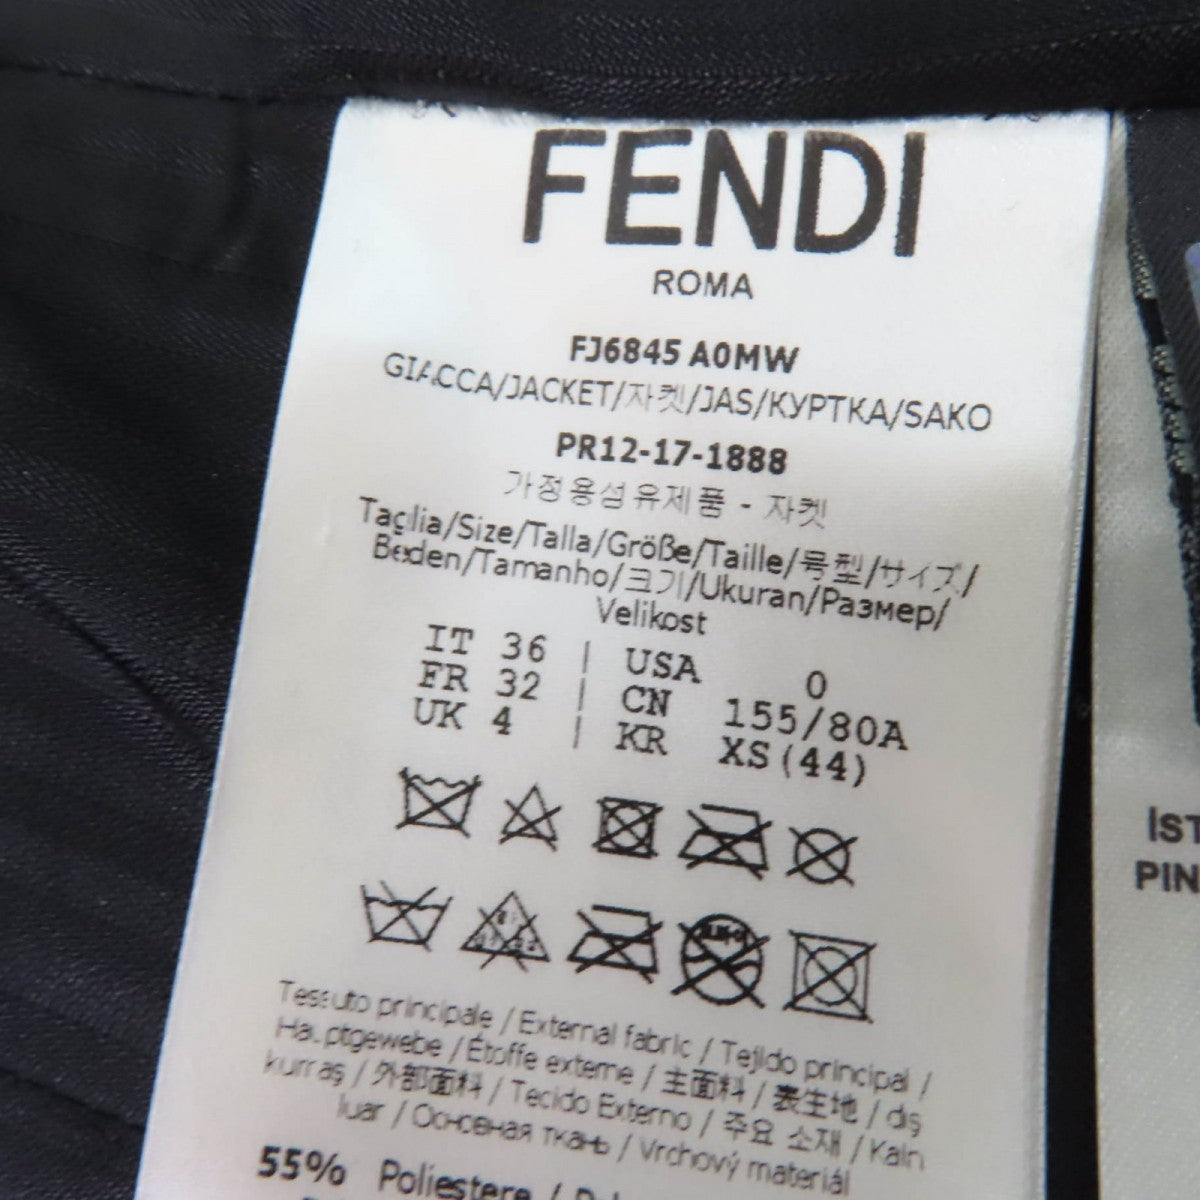 FENDI
ROMA
FJ6845 A0MW
GIACCA/JACKET/자켓/JAS/КУРТКА/SAKO
PR12-17-1888
가정용섬유제품 - 자켓
Taglia/Size/Talla/Größe/Taille/号型/サイズ/
Beden/Tamanho/크기/Ukuran/Размер/
Velikost
IT 36 | USA 0
FR 32 | CN 155/80A
UK 4 | KR XS(44)
Tessuto principale / External fabric / Tejido principal /
Hauptgewebe / Étoffe externe / 主面料 / 表生地 / dış
kumaş / 外部面料 / Tecido Externo / 주요 소재 / Kain
luar / Основная ткань / Vrchový materiál
55% Poliestere /
IST
PIN